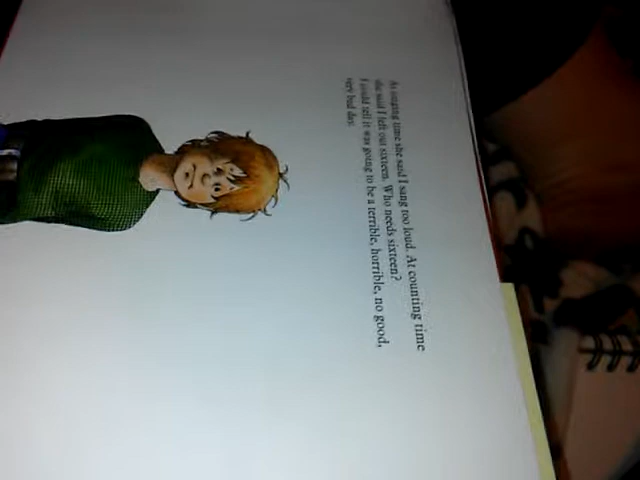 At singing time she said I sang too loud. At counting time
she said I left out sixteen. Who needs sixteen?
I could tell it was going to be a terrible, horrible, no good,
very bad day.